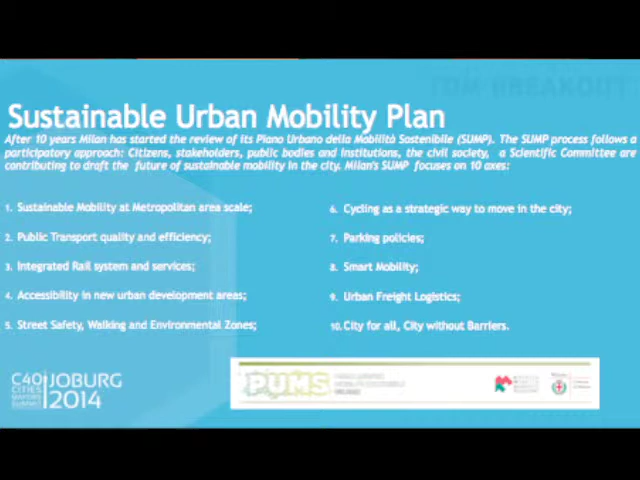 Sustainable Urban Mobility Plan
After 10 years Milan has started the review of its Piano Urbano della Mobilità Sostenibile (SUMP). The SUMP process follows a
participatory approach: Citizens, stakeholders, public bodies and institutions, the civil society, a Scientific Committee are
contributing to draft the future of sustainable mobility in the city. Milan's SUMP focuses on 10 axes:
1. Sustainable Mobility at Metropolitan area scale;
2. Public Transport quality and efficiency;
3. Integrated Rail system and services;
4. Accessibility in new urban development areas;
5. Street Safety, Walking and Environmental Zones;
6. Cycling as a strategic way to move in the city;
7. Parking policies;
8. Smart Mobility;
9. Urban Freight Logistics;
10. City for all, City without Barriers.
C40
CITIES
MAYORS
SUMMIT
JOBURG
2014
PUMS